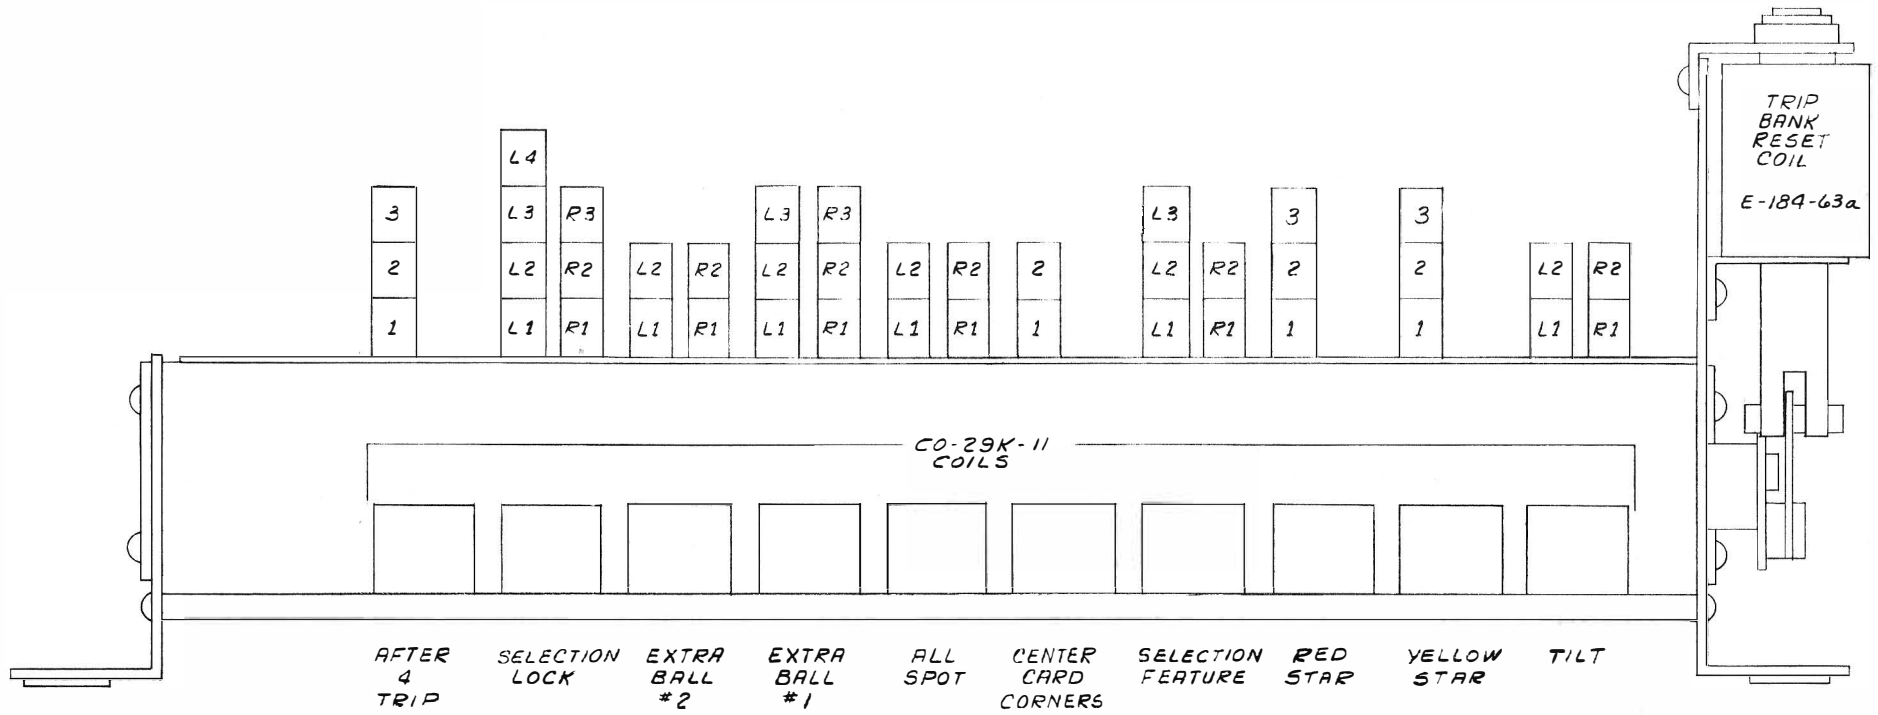 TRIP
BANK
RESET
COIL
E-184-63a
L4
3
L3
R3
L3
R3
L3
3
3
2
L2
R2
L2
R2
L2
R2
L2
R2
2
L2
R2
2
2
L2
R2
1
L1
R1
L1
R1
L1
R1
L1
R1
1
L1
R1
1
1
L1
R1
CO-29K-11
COILS
AFTER
4
TRIP
SELECTION
LOCK
EXTRA
BALL
#2
EXTRA
BALL
#1
ALL
SPOT
CENTER
CARD
CORNERS
SELECTION
FEATURE
RED
STAR
YELLOW
STAR
TILT